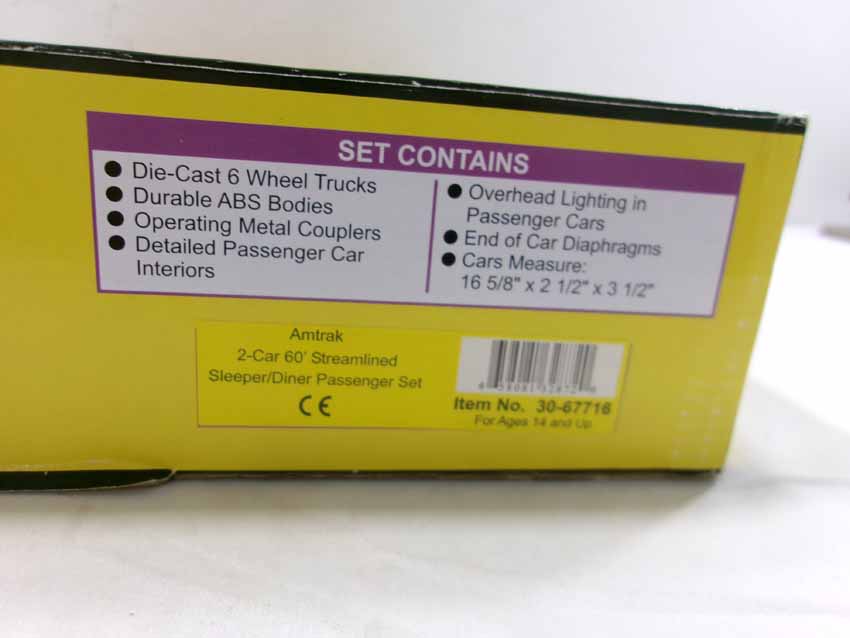 SET CONTAINS
● Die-Cast 6 Wheel Trucks
● Durable ABS Bodies
● Operating Metal Couplers
● Detailed Passenger Car
Interiors
● Overhead Lighting in
Passenger Cars
● End of Car Diaphragms
● Cars Measure:
16 5/8" x 2 1/2" x 3 1/2"
Amtrak
2-Car 60' Streamlined
Sleeper/Diner Passenger Set
CE
Item No. 30-67716
For Ages 14 and Up